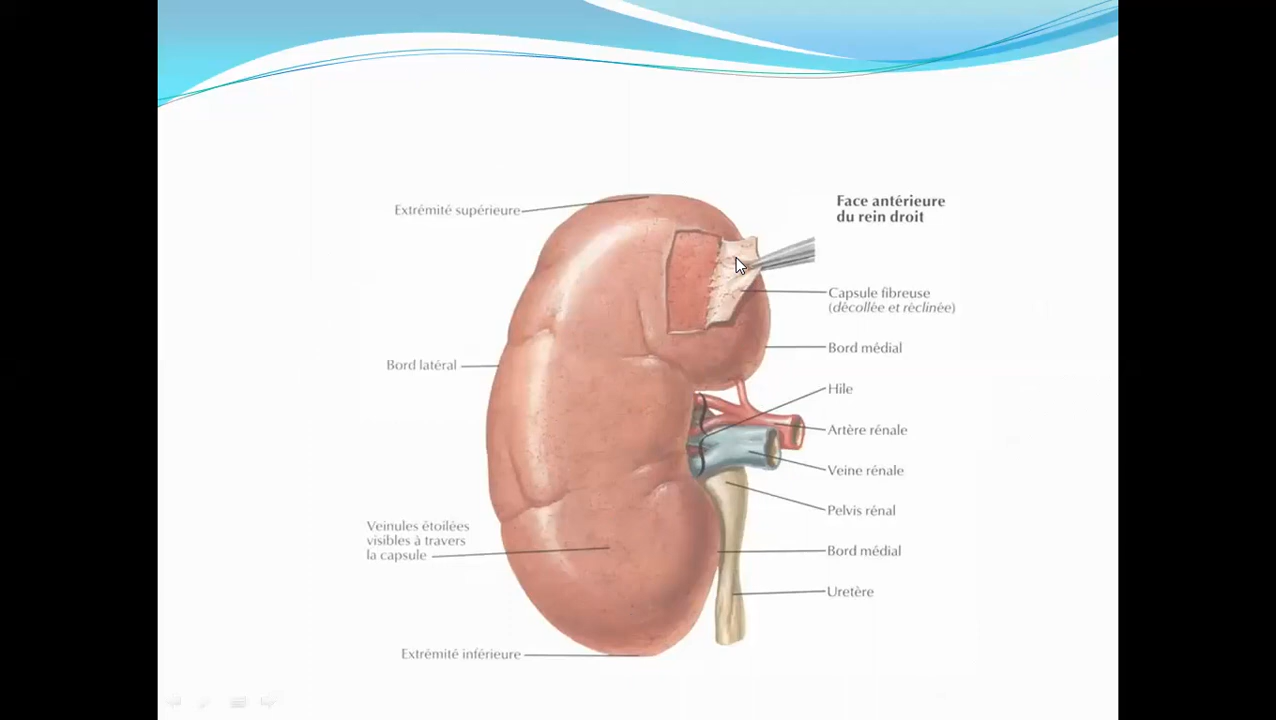 Extrémité supérieure
Face antérieure
du rein droit
Capsule fibreuse
(décollée et réclinée)
Bord médial
Bord latéral
Hile
Artère rénale
Veine rénale
Pelvis rénal
Veinules étoilées
visibles à travers
la capsule
Bord médial
Uretère
Extrémité inférieure